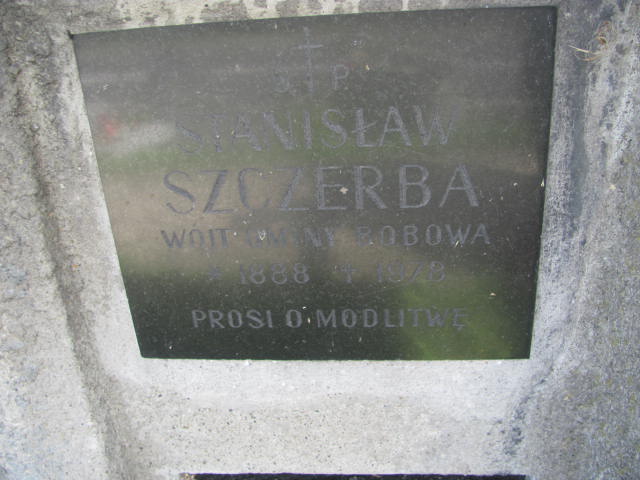 Ś P.
STANISŁAW
SZCZERBA
WÓJT GMINY BOBOWA
* 1888 + 1978
PROSI O MODLITWĘ